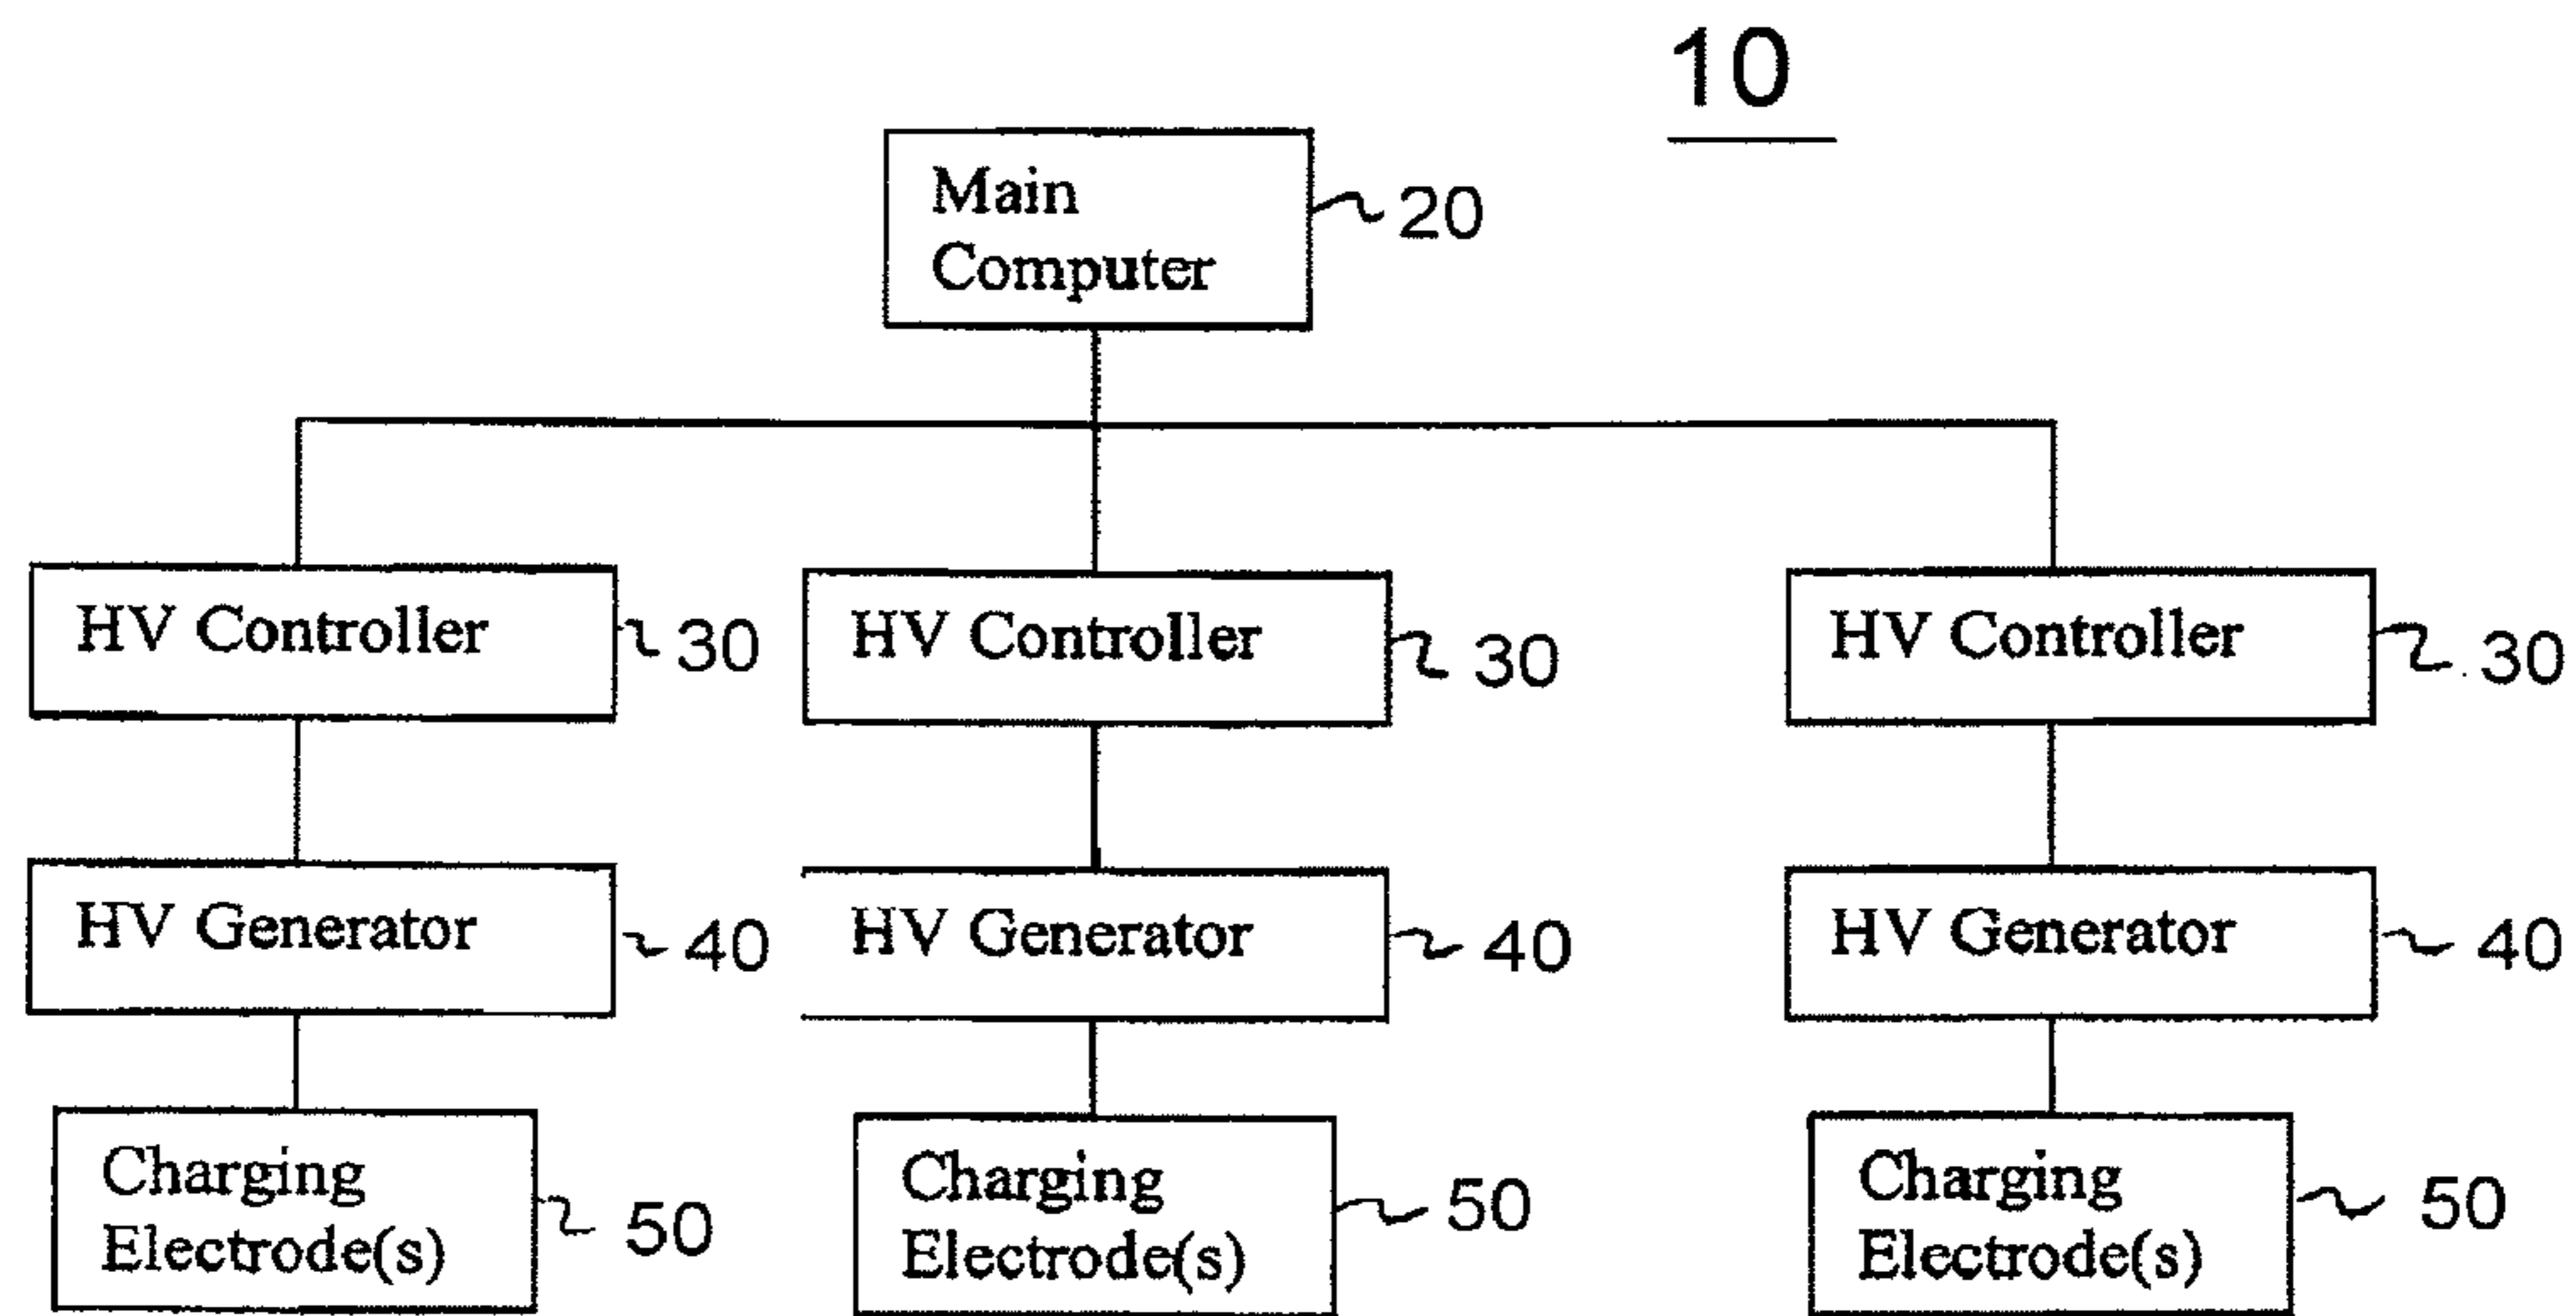 10
Main
Computer
20
HV Controller
30
HV Controller
30
HV Controller
30
HV Generator
40
HV Generator
40
HV Generator
40
Charging
Electrode(s)
50
Charging
Electrode(s)
50
Charging
Electrode(s)
50